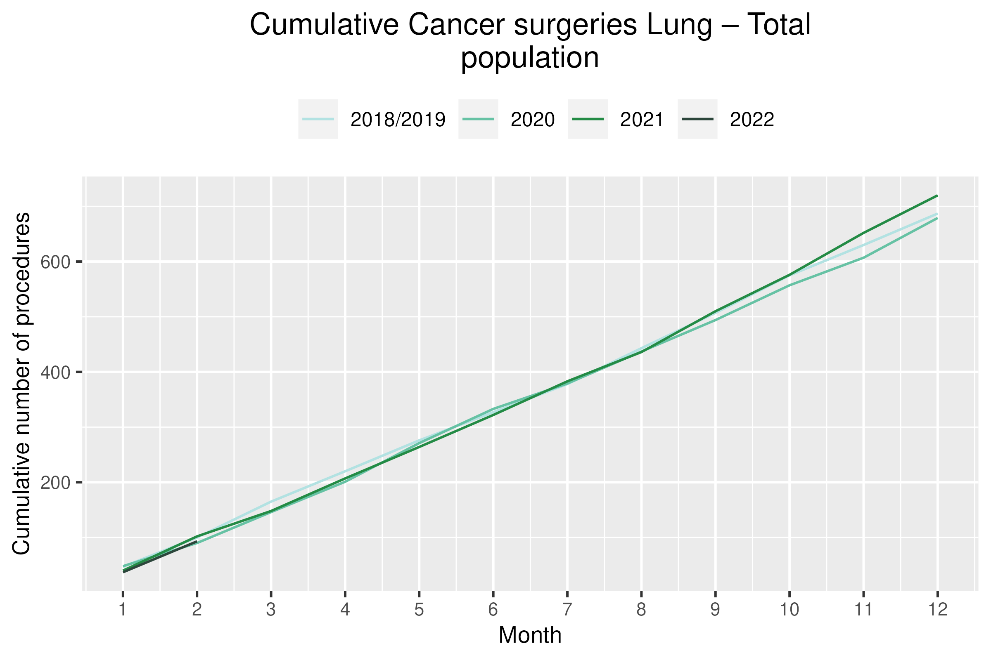 Cumulative Cancer surgeries Lung – Total
population
2018/2019 2020 2021 2022
Cumulative number of procedures
600
400
200
1 2 3 4 5 6 7 8 9 10 11 12
Month